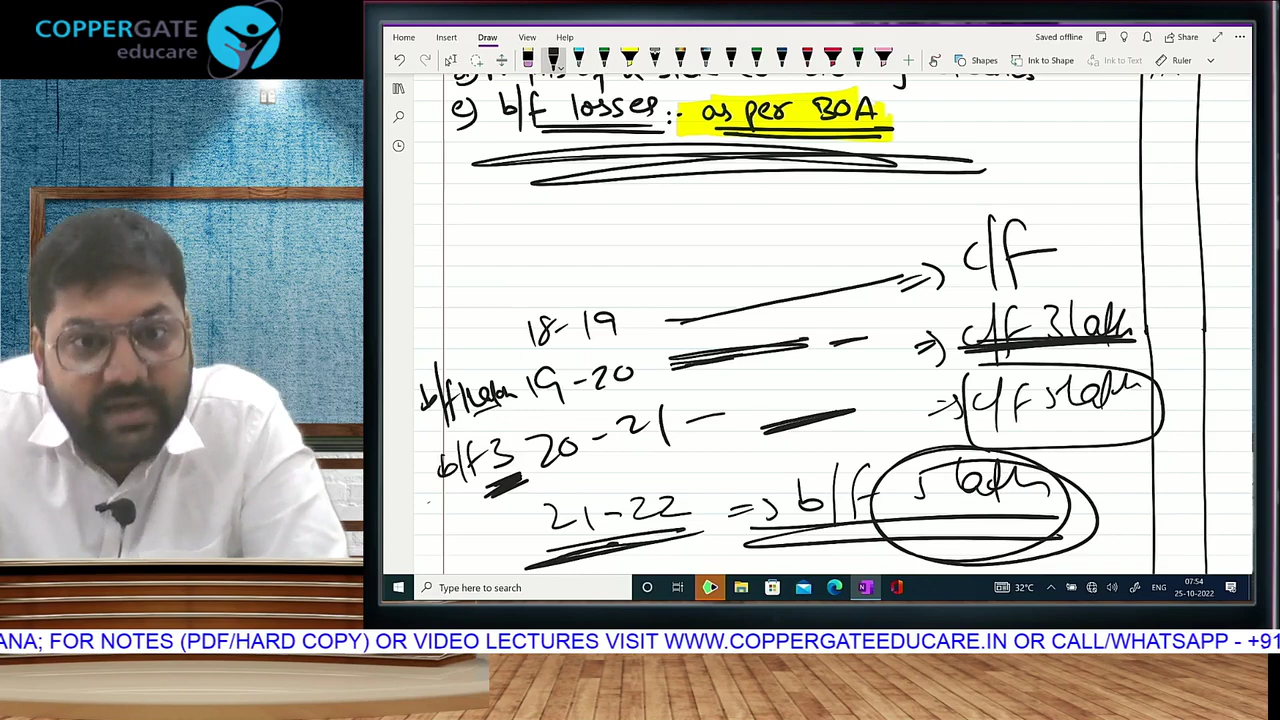 COPPERGATE
educare
Home Insert Draw View Help
Saved offline
Share
Shapes
Ink to Shape
Ink to Text
Ruler
e) b/f losses :- as per BOA
c/f
18-19
c/f 3 lakh
b/f 19-20
c/f 5 lakh
b/f 3 20-21
21-22 => b/f 5 lakh
Type here to search
32°C
ENG
07:54
25-10-2022
ANA; FOR NOTES (PDF/HARD COPY) OR VIDEO LECTURES VISIT WWW.COPPERGATEEDUCARE.IN OR CALL/WHATSAPP - +91